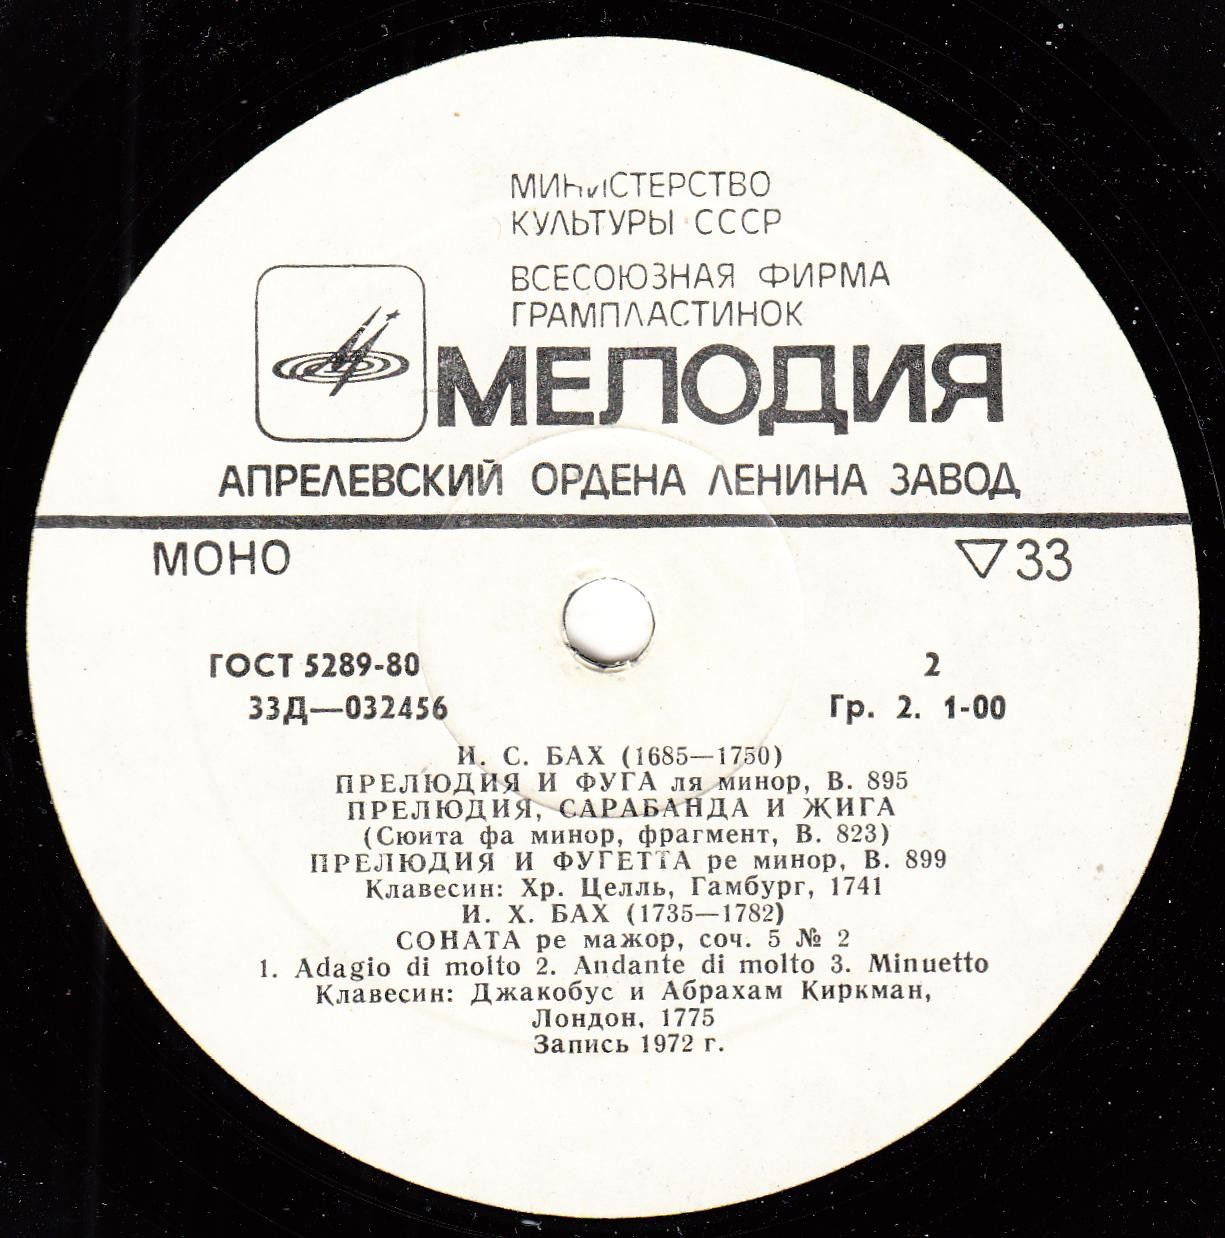 МИНИСТЕРСТВО
КУЛЬТУРЫ СССР
ВСЕСОЮЗНАЯ ФИРМА
ГРАМПЛАСТИНОК
МЕЛОДИЯ
АПРЕЛЕВСКИЙ ОРДЕНА ЛЕНИНА ЗАВОД
МОНО
▽33
ГОСТ 5289-80
2
33Д—032456
Гр. 2. 1-00
И. С. БАХ (1685—1750)
ПРЕЛЮДИЯ И ФУГА ля минор, В. 895
ПРЕЛЮДИЯ, САРАБАНДА И ЖИГА
(Сюита фа минор, фрагмент, В. 823)
ПРЕЛЮДИЯ И ФУГЕТТА ре минор, В. 899
Клавесин: Хр. Целль, Гамбург, 1741
И. Х. БАХ (1735—1782)
СОНАТА ре мажор, соч. 5 № 2
1. Adagio di molto 2. Andante di molto 3. Minuetto
Клавесин: Джакобус и Абрахам Киркман,
Лондон, 1775
Запись 1972 г.